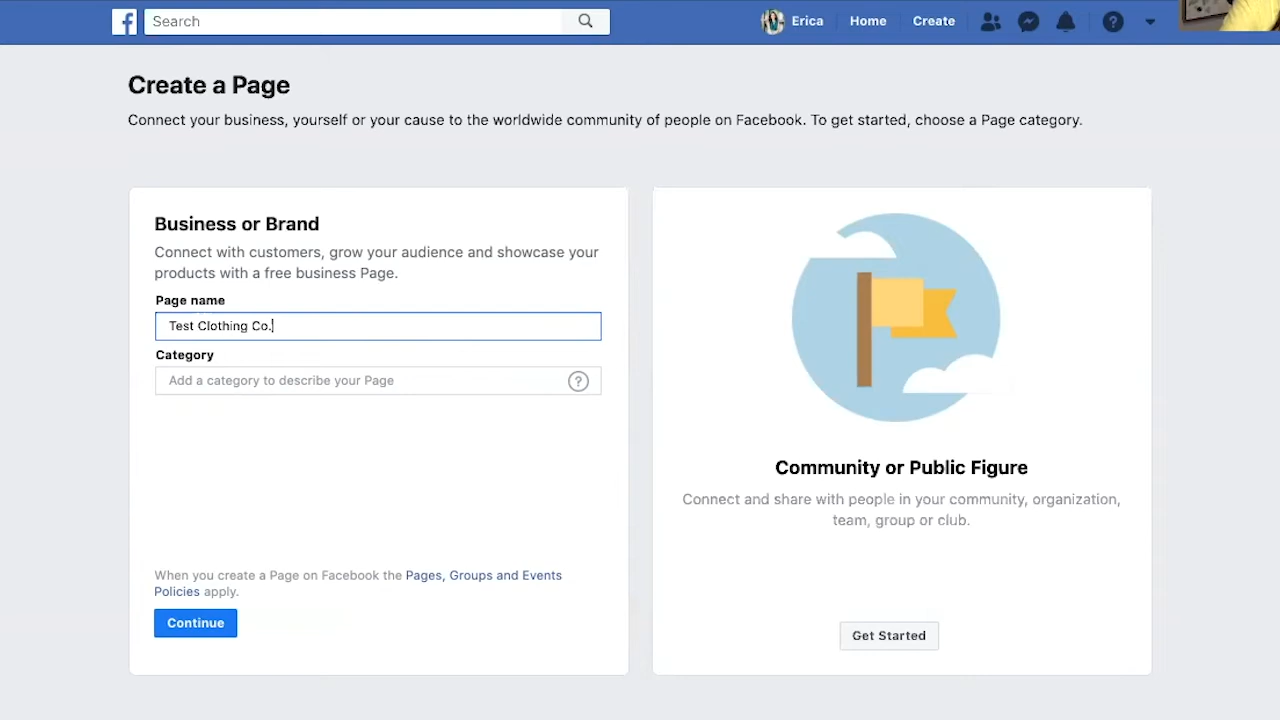 Search
Erica
Home
Create
Create a Page
Connect your business, yourself or your cause to the worldwide community of people on Facebook. To get started, choose a Page category.
Business or Brand
Connect with customers, grow your audience and showcase your
products with a free business Page.
Page name
Test Clothing Co.
Category
Add a category to describe your Page
When you create a Page on Facebook the Pages, Groups and Events
Policies apply.
Continue
Community or Public Figure
Connect and share with people in your community, organization,
team, group or club.
Get Started